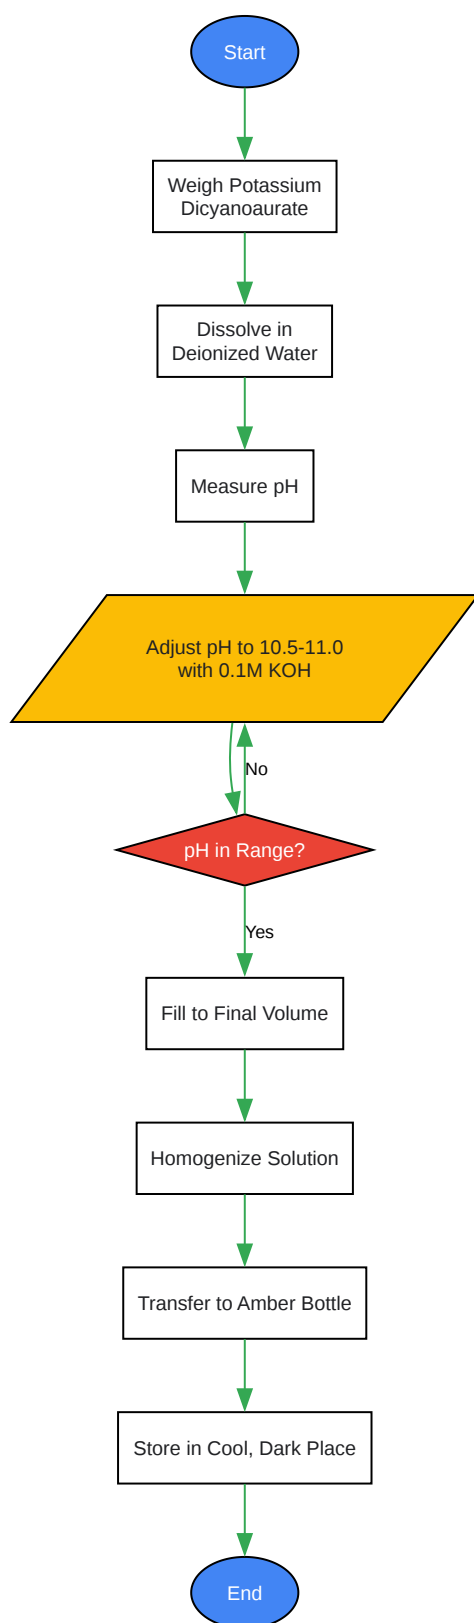 Start
Weigh Potassium
Dicyanoaurate
Dissolve in
Deionized Water
Measure pH
Adjust pH to 10.5-11.0
with 0.1M KOH
No
pH in Range?
Yes
Fill to Final Volume
Homogenize Solution
Transfer to Amber Bottle
Store in Cool, Dark Place
End